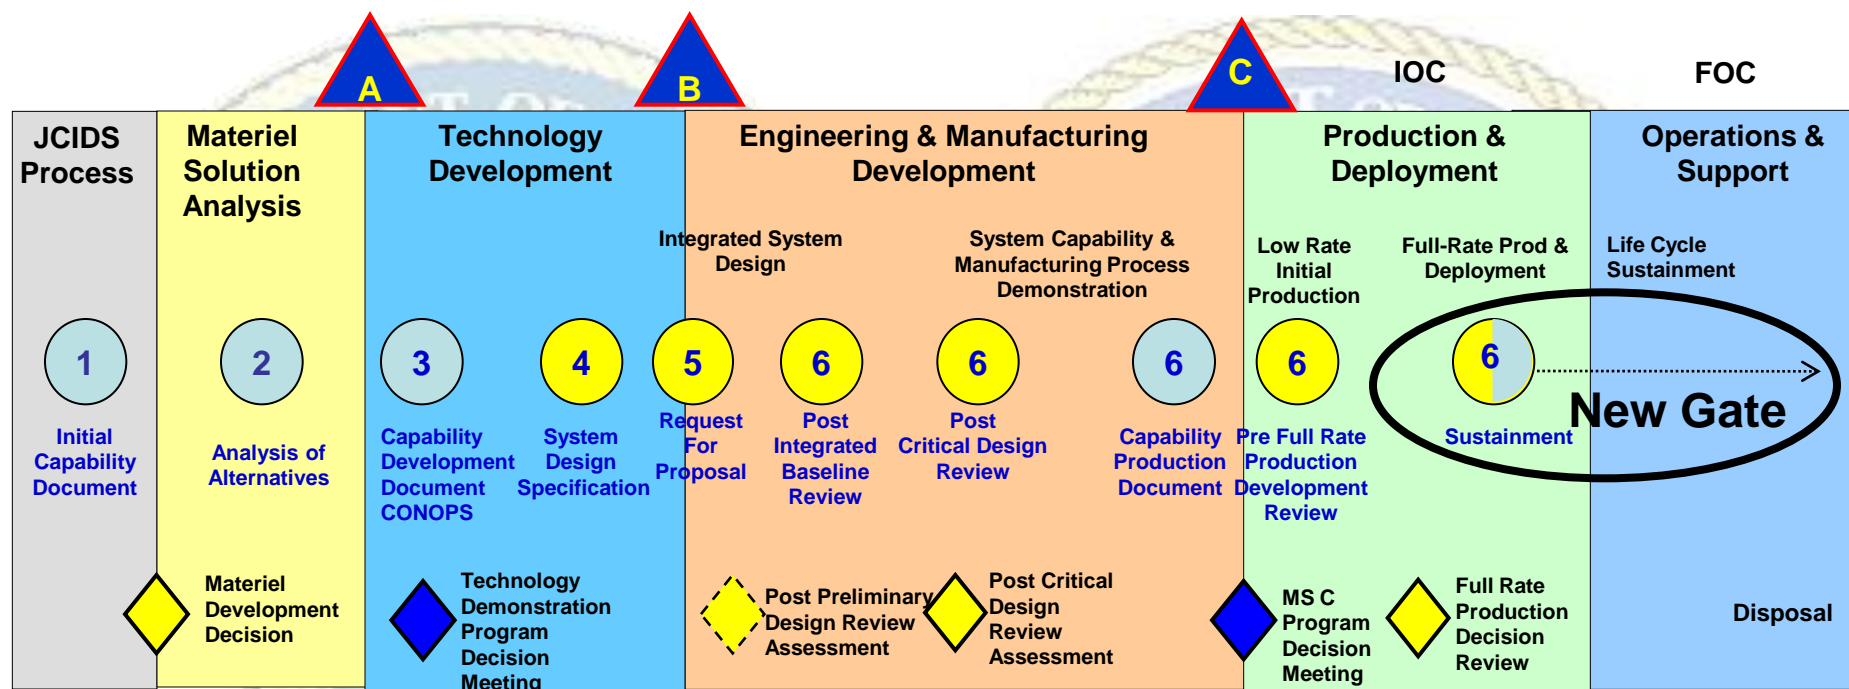 A
B
C
IOC
FOC
JCIDS
Process
Materiel
Solution
Analysis
Technology
Development
Engineering & Manufacturing
Development
Production &
Deployment
Operations &
Support
Integrated System
Design
System Capability &
Manufacturing Process
Demonstration
Low Rate
Initial
Production
Full-Rate Prod &
Deployment
Life Cycle
Sustainment
1
2
3
4
5
6
6
6
6
6
New Gate
Initial
Capability
Document
Analysis of
Alternatives
Capability
Development
Document
CONOPS
System
Design
Specification
Request
For
Proposal
Post
Integrated
Baseline
Review
Post
Critical Design
Review
Capability
Production
Document
Pre Full Rate
Production
Development
Review
Sustainment
Materiel
Development
Decision
Technology
Demonstration
Program
Decision
Meeting
Post Preliminary
Design Review
Assessment
Post Critical
Design
Review
Assessment
MS C
Program
Decision
Meeting
Full Rate
Production
Decision
Review
Disposal